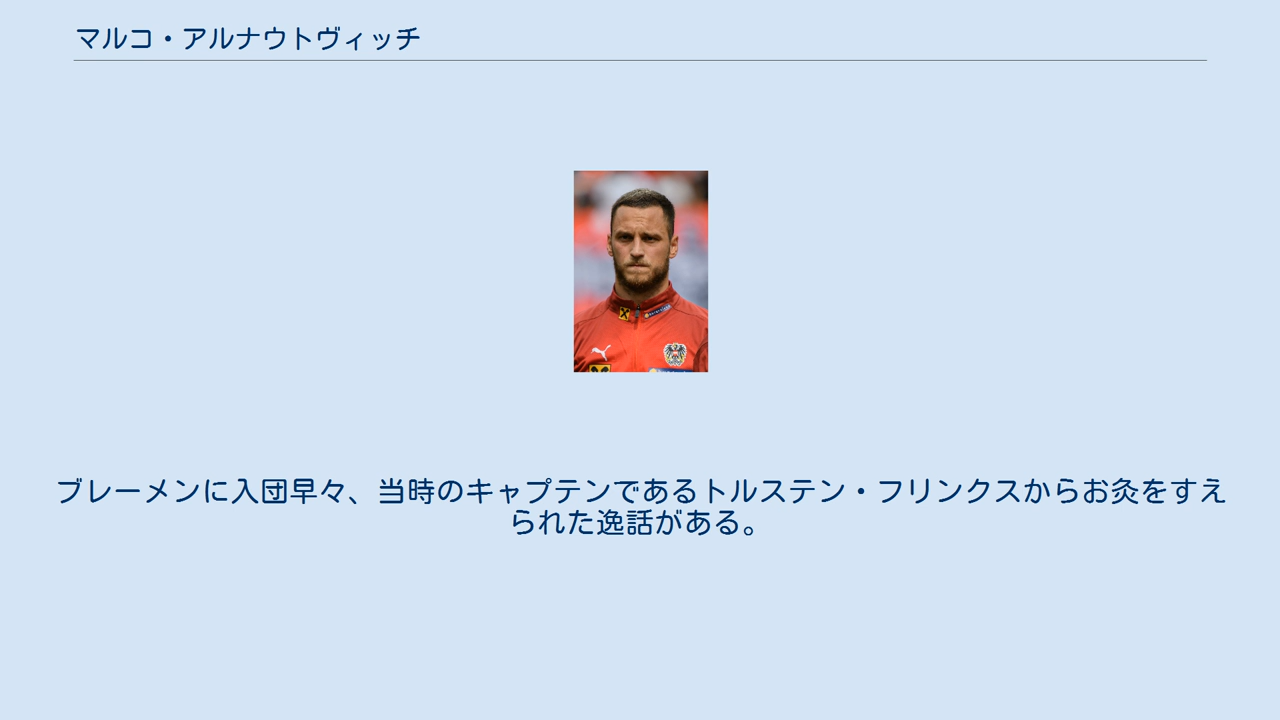 マルコ・アルナウトヴィッチ
ブレーメンに入団早々、当時のキャプテンであるトルステン・フリンクスからお灸をすえ
られた逸話がある。